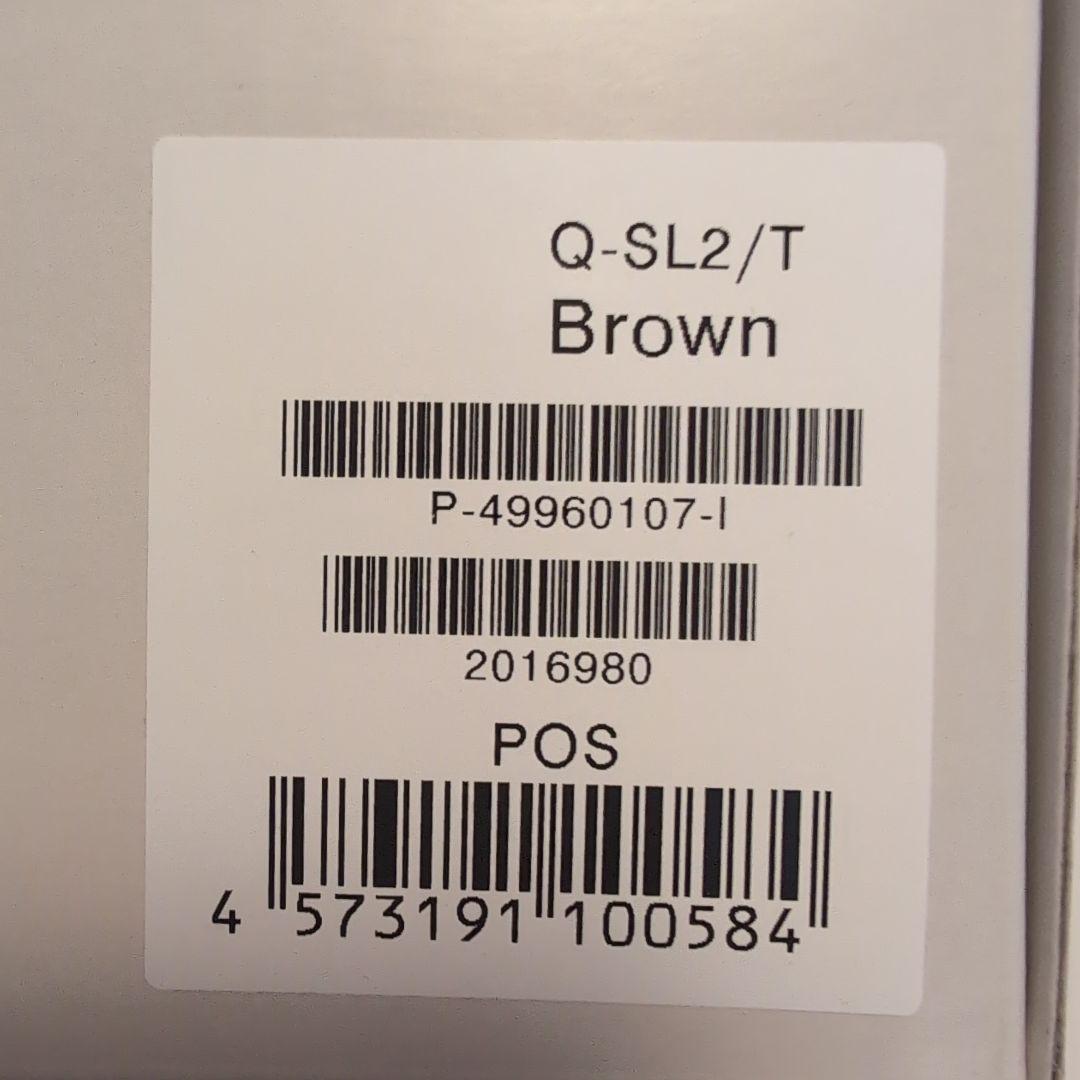 Q-SL2/T
Brown
P-49960107-I
2016980
POS
4 573191 100584